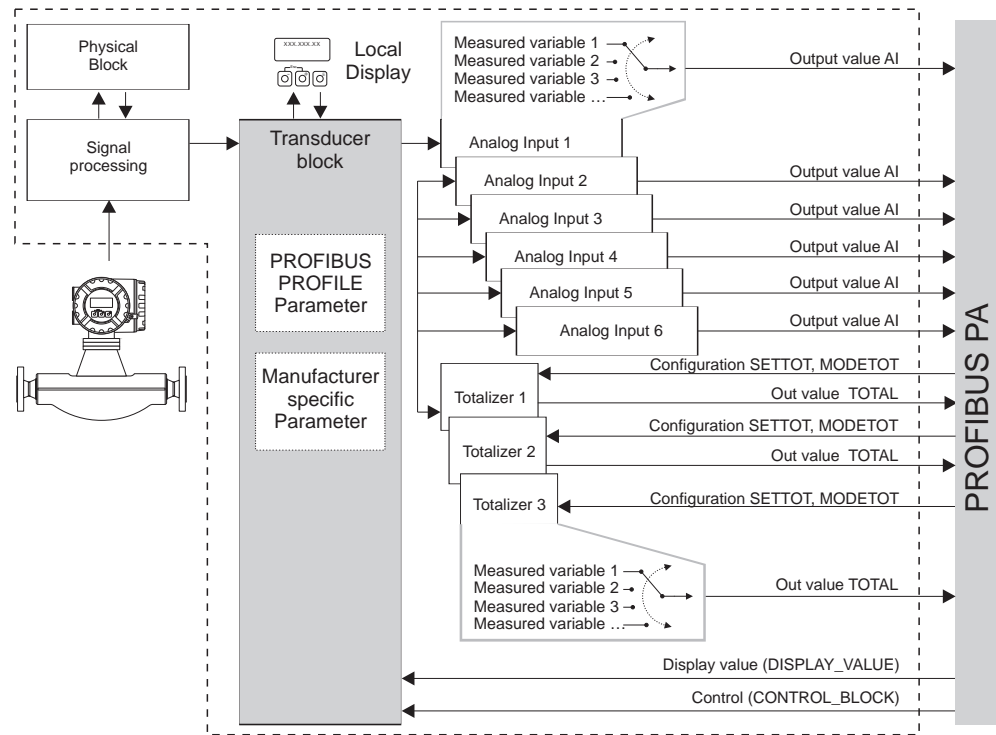 Physical
Block
Signal
processing
xxx.xxx.xx
Local
Display
Transducer
block
PROFIBUS
PROFILE
Parameter
Manufacturer
specific
Parameter
Measured variable 1
Measured variable 2
Measured variable 3
Measured variable …
Analog Input 1
Analog Input 2
Analog Input 3
Analog Input 4
Analog Input 5
Analog Input 6
Output value AI
Output value AI
Output value AI
Output value AI
Output value AI
Output value AI
Totalizer 1
Totalizer 2
Totalizer 3
Configuration SETTOT, MODETOT
Out value TOTAL
Configuration SETTOT, MODETOT
Out value TOTAL
Configuration SETTOT, MODETOT
Measured variable 1
Measured variable 2
Measured variable 3
Measured variable …
Out value TOTAL
Display value (DISPLAY_VALUE)
Control (CONTROL_BLOCK)
PROFIBUS PA